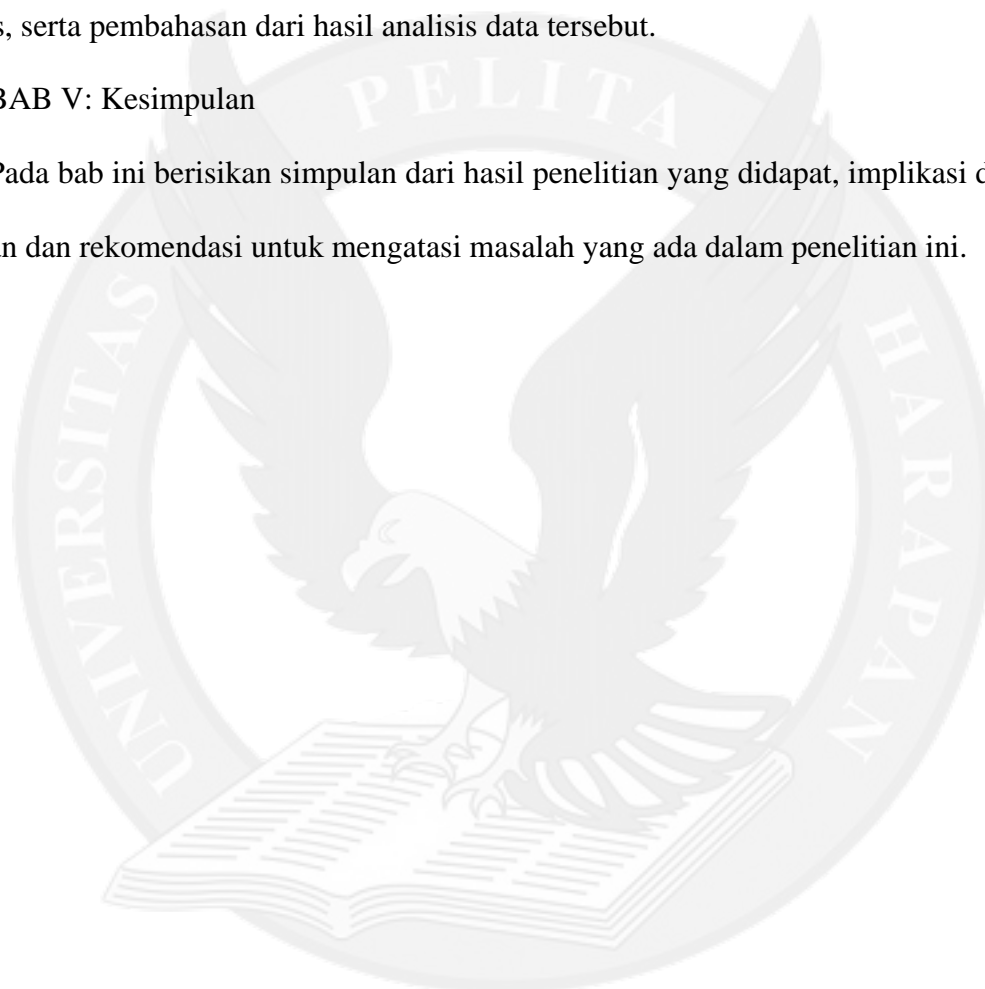 s, serta pembahasan dari hasil analisis data tersebut.
BAB V: Kesimpulan
Pada bab ini berisikan simpulan dari hasil penelitian yang didapat, implikasi d
n dan rekomendasi untuk mengatasi masalah yang ada dalam penelitian ini.
UNIVERSITAS PELITA HARAPAN